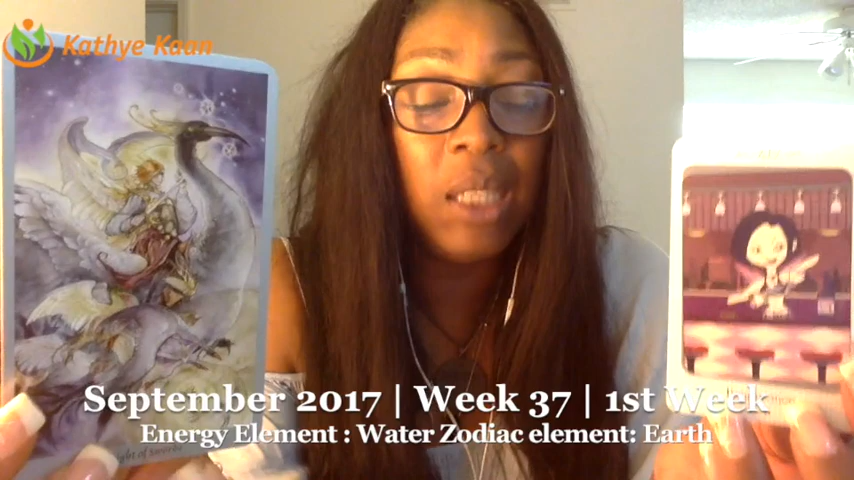 Kathye Kaan
September 2017 | Week 37 | 1st Week
Energy Element : Water Zodiac element: Earth